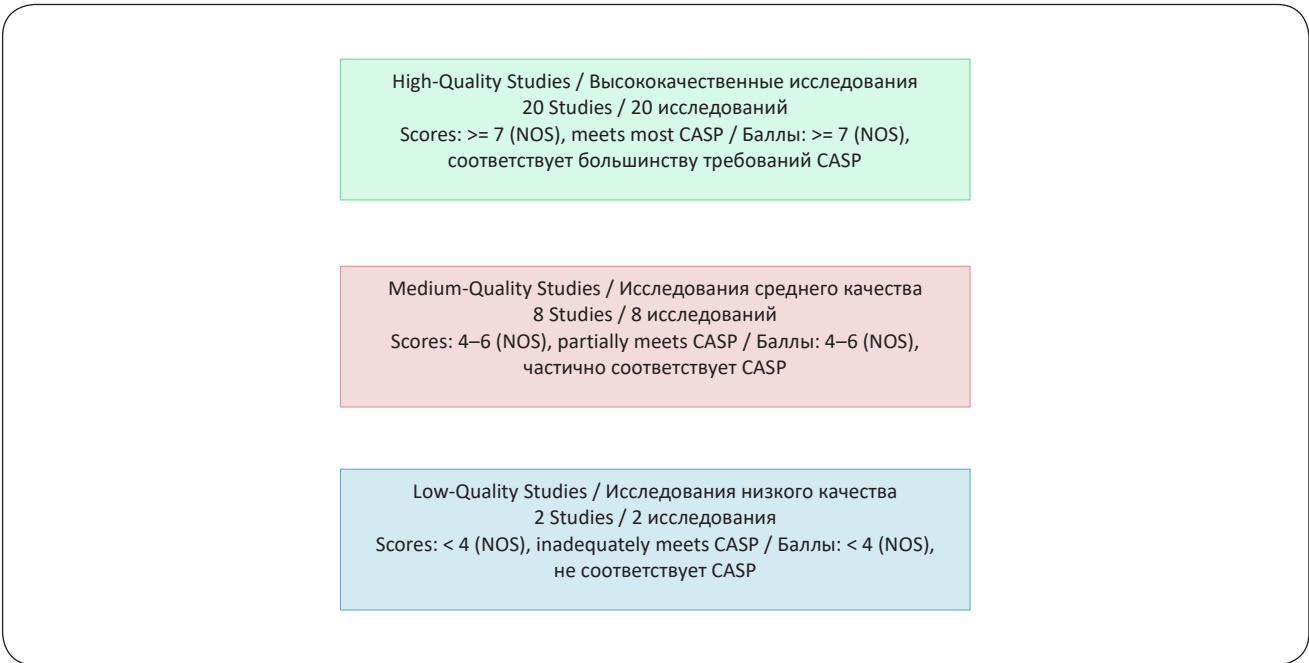 High-Quality Studies / Высококачественные исследования
20 Studies / 20 исследований
Scores: >= 7 (NOS), meets most CASP / Баллы: >= 7 (NOS),
соответствует большинству требований CASP
Medium-Quality Studies / Исследования среднего качества
8 Studies / 8 исследований
Scores: 4–6 (NOS), partially meets CASP / Баллы: 4–6 (NOS),
частично соответствует CASP
Low-Quality Studies / Исследования низкого качества
2 Studies / 2 исследования
Scores: < 4 (NOS), inadequately meets CASP / Баллы: < 4 (NOS),
не соответствует CASP